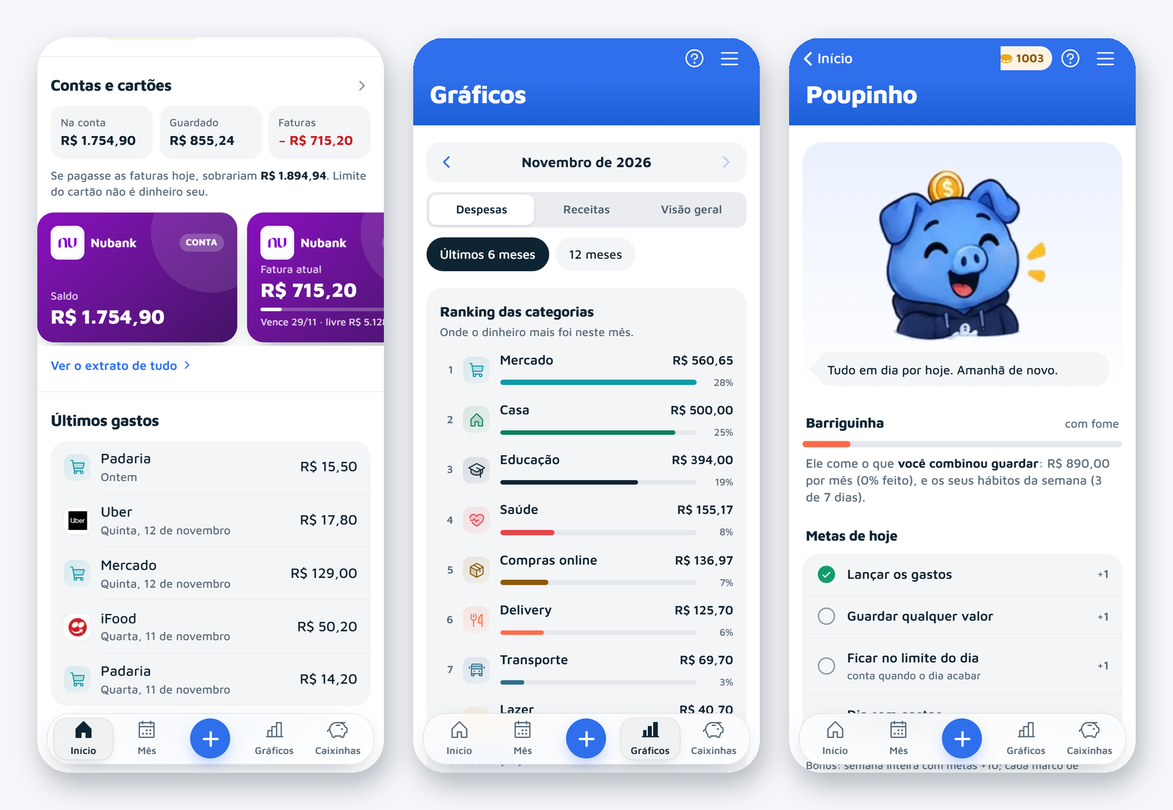 Contas e cartões
Na conta
R$ 1.754,90
Guardado
R$ 855,24
Faturas
– R$ 715,20
Se pagasse as faturas hoje, sobrariam R$ 1.894,94. Limite
do cartão não é dinheiro seu.
nu Nubank CONTA
Saldo
R$ 1.754,90
nu Nubank
Fatura atual
R$ 715,20
Vence 29/11 · livre R$ 5.128
Ver o extrato de tudo
Últimos gastos
Padaria
Ontem
R$ 15,50
Uber
Uber
Quinta, 12 de novembro
R$ 17,80
Mercado
Quinta, 12 de novembro
R$ 129,00
iFood
Quarta, 11 de novembro
R$ 50,20
Padaria
Quarta, 11 de novembro
R$ 14,20
Início
Mês
Gráficos
Caixinhas
Gráficos
Novembro de 2026
Despesas
Receitas
Visão geral
Últimos 6 meses
12 meses
Ranking das categorias
Onde o dinheiro mais foi neste mês.
1 Mercado R$ 560,65
28%
2 Casa R$ 500,00
25%
3 Educação R$ 394,00
19%
4 Saúde R$ 155,17
8%
5 Compras online R$ 136,97
7%
6 Delivery R$ 125,70
6%
7 Transporte R$ 69,70
3%
Lazer R$ 40,70
Início
Mês
Gráficos
Caixinhas
Início
1003
Poupinho
$
Tudo em dia por hoje. Amanhã de novo.
Barriguinha
com fome
Ele come o que você combinou guardar: R$ 890,00
por mês (0% feito), e os seus hábitos da semana (3
de 7 dias).
Metas de hoje
Lançar os gastos +1
Guardar qualquer valor +1
Ficar no limite do dia +1
conta quando o dia acabar
Início
Mês
Gráficos
Caixinhas
Bônus: semana inteira com metas +10; cada marco de